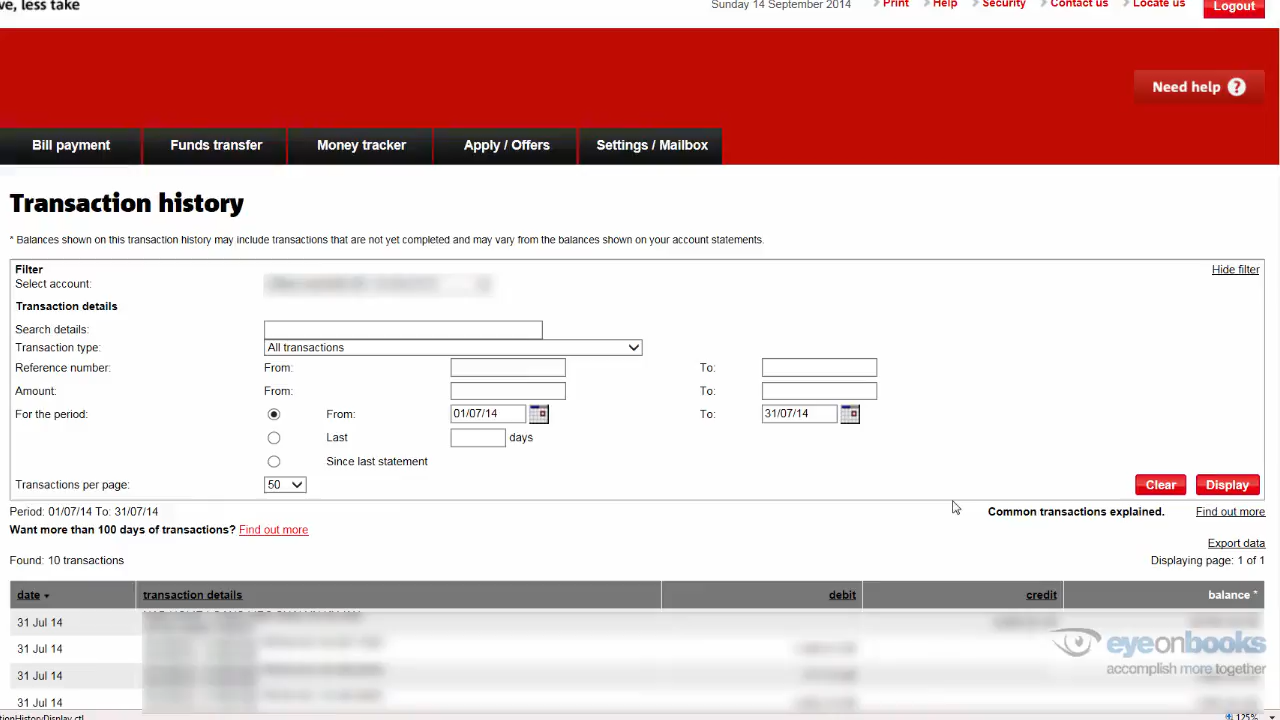 ve, less take
Sunday 14 September 2014 Print Help Security Contact us Locate us Logout
Need help ?
Bill payment Funds transfer Money tracker Apply / Offers Settings / Mailbox
Transaction history
* Balances shown on this transaction history may include transactions that are not yet completed and may vary from the balances shown on your account statements.
Filter Hide filter
Select account:
Transaction details
Search details:
Transaction type: All transactions
Reference number: From: To:
Amount: From: To:
For the period: From: 01/07/14 To: 31/07/14
Last days
Since last statement
Transactions per page: 50 Clear Display
Period: 01/07/14 To: 31/07/14 Common transactions explained. Find out more
Want more than 100 days of transactions? Find out more
Export data
Found: 10 transactions Displaying page: 1 of 1
date transaction details debit credit balance *
31 Jul 14
31 Jul 14
31 Jul 14
31 Jul 14
eyeonbooks
accomplish more together
tionHistoryDisplay.ctl 125%